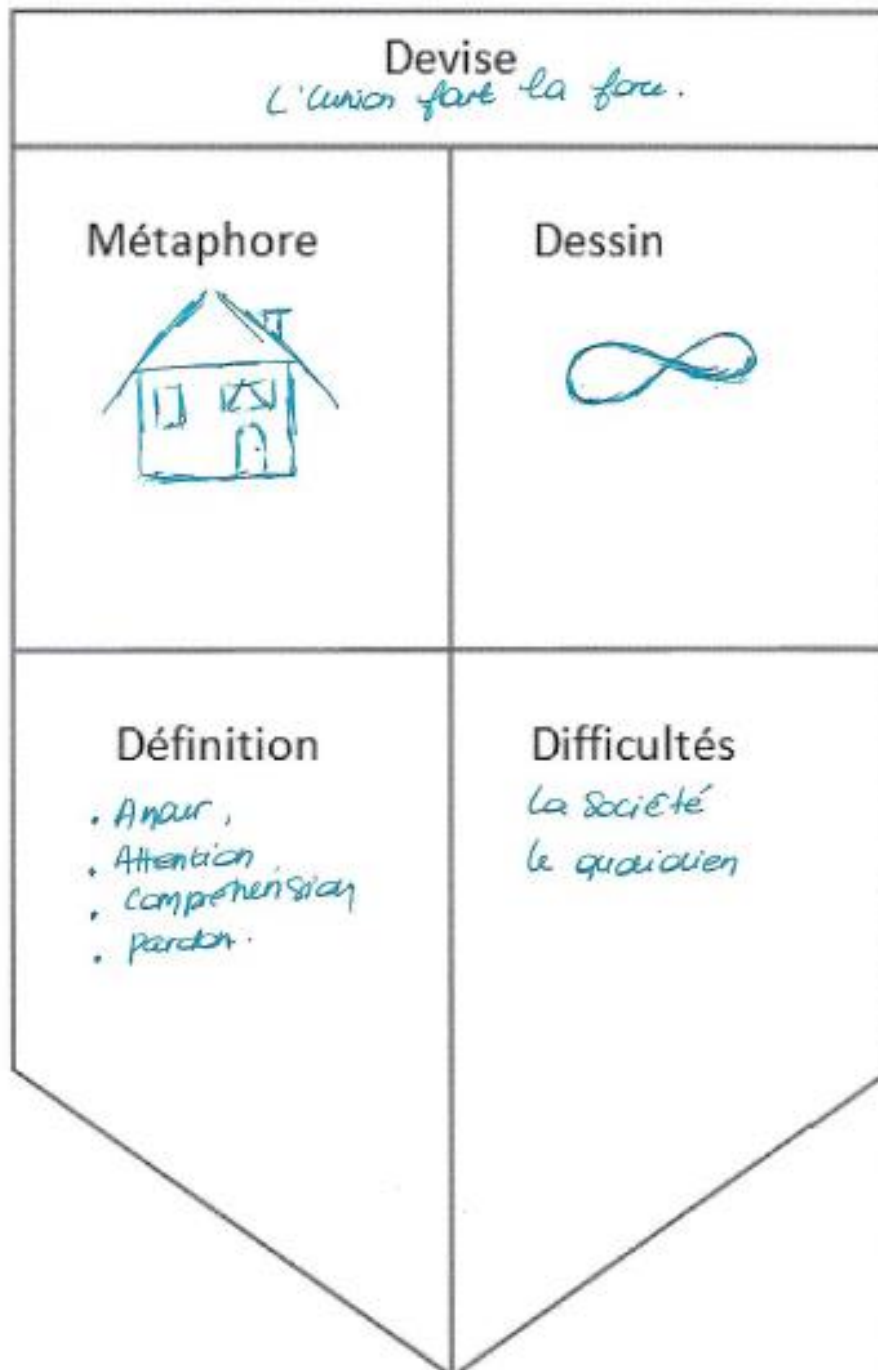 Devise
L'union fait la force.
Métaphore
Dessin
Définition
. Amour,
. Attention
. Compréhension
. pardon.
Difficultés
La société
le quotidien